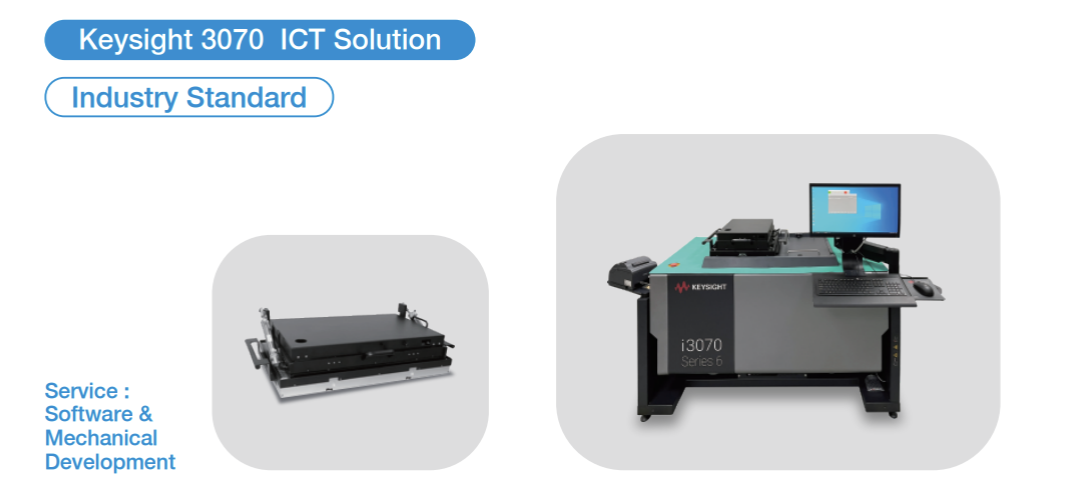 Keysight 3070 ICT Solution
Industry Standard
KEYSIGHT
i3070
Series 6
Service :
Software &
Mechanical
Development